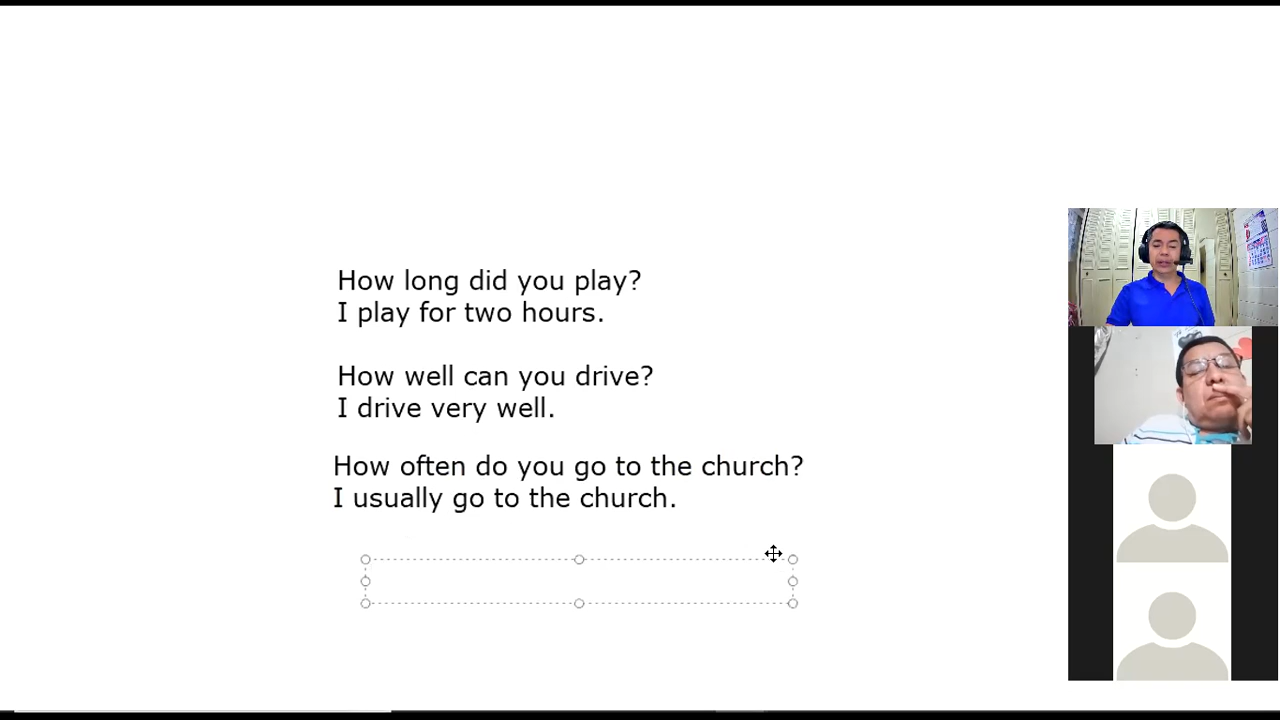 How long did you play?
I play for two hours.
How well can you drive?
I drive very well.
How often do you go to the church?
I usually go to the church.